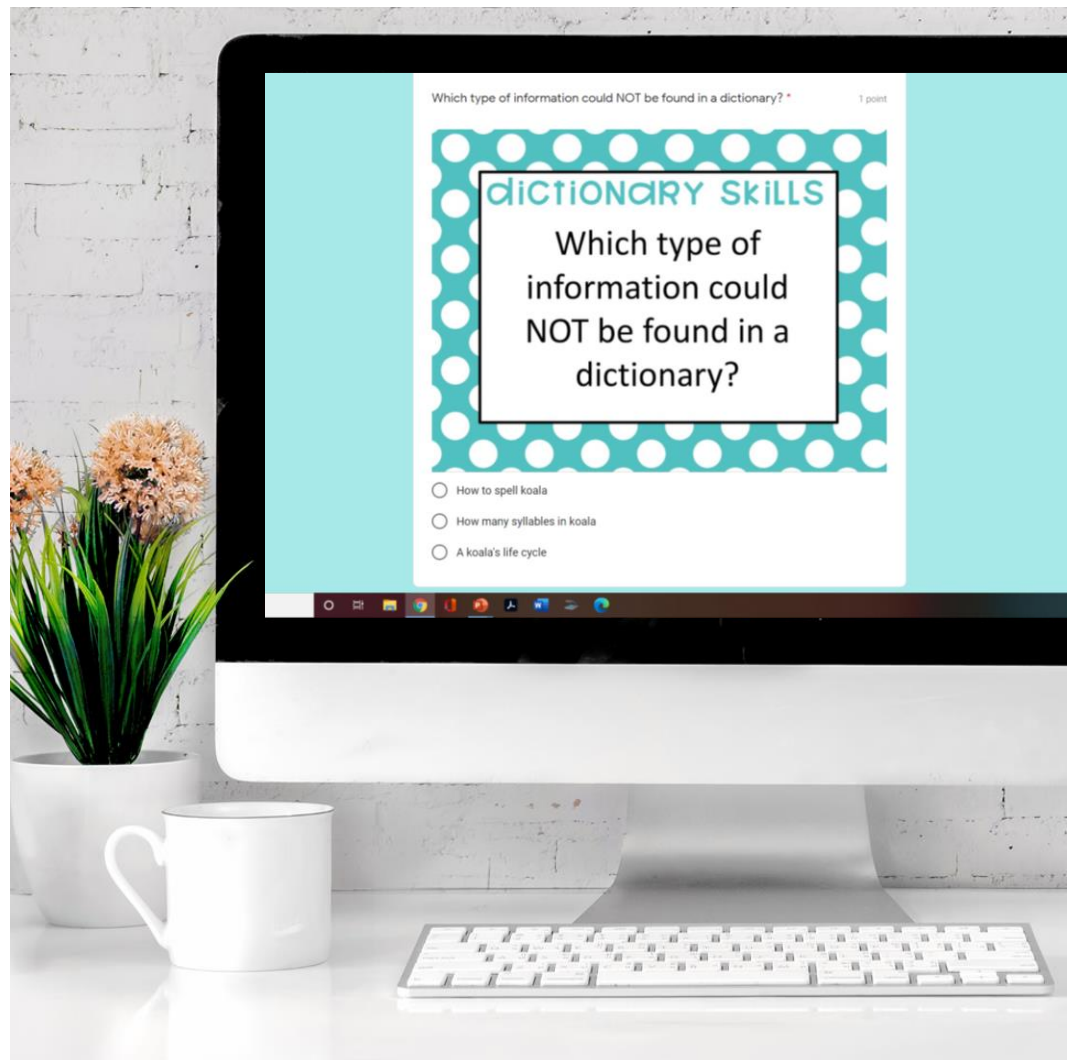 Which type of information could NOT be found in a dictionary? *
1 point
dictionary skills
Which type of
information could
NOT be found in a
dictionary?
How to spell koala
How many syllables in koala
A koala's life cycle